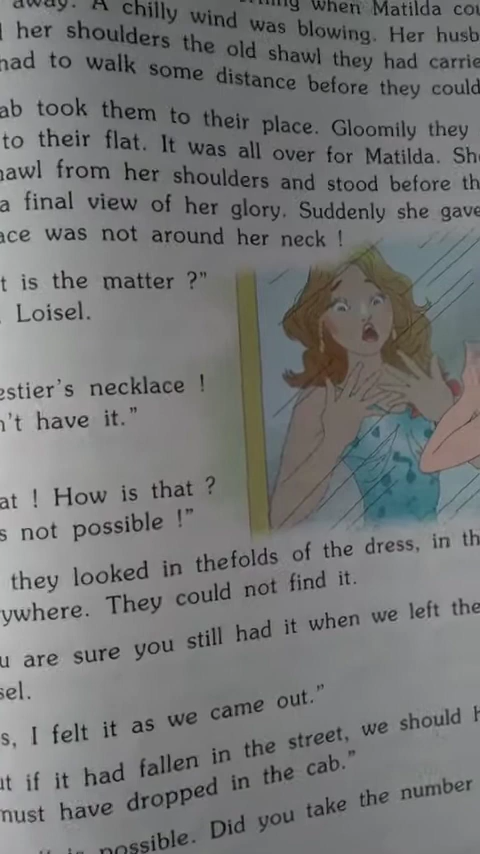 away. A chilly wind was blowing. Her husb
her shoulders the old shawl they had carrie
had to walk some distance before they could
ab took them to their place. Gloomily they
to their flat. It was all over for Matilda. She
awl from her shoulders and stood before th
a final view of her glory. Suddenly she gave
ace was not around her neck !
t is the matter ?"
. Loisel.
estier's necklace !
n't have it."
at ! How is that ?
s not possible !"
they looked in thefolds of the dress, in th
ywhere. They could not find it.
u are sure you still had it when we left the
sel.
s, I felt it as we came out."
ut if it had fallen in the street, we should h
must have dropped in the cab."
possible. Did you take the number